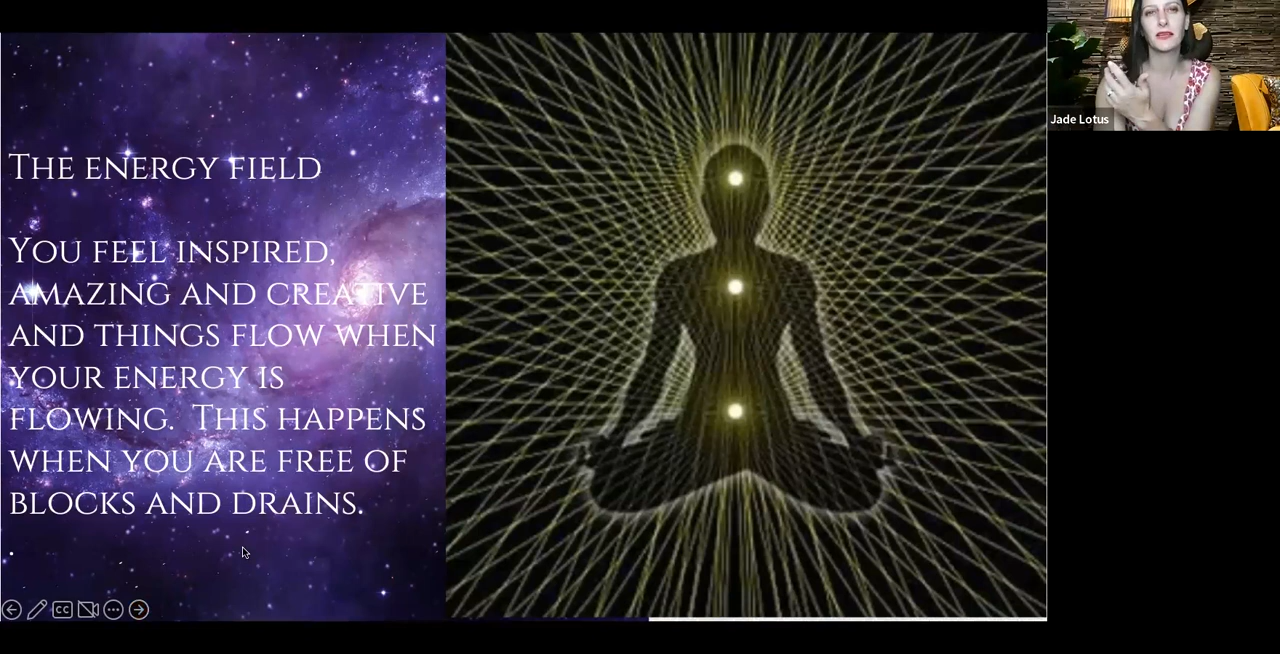 The energy field
You feel inspired,
amazing and creative
and things flow when
your energy is
flowing.  This happens
when you are free of
blocks and drains.
.
CC
Jade Lotus